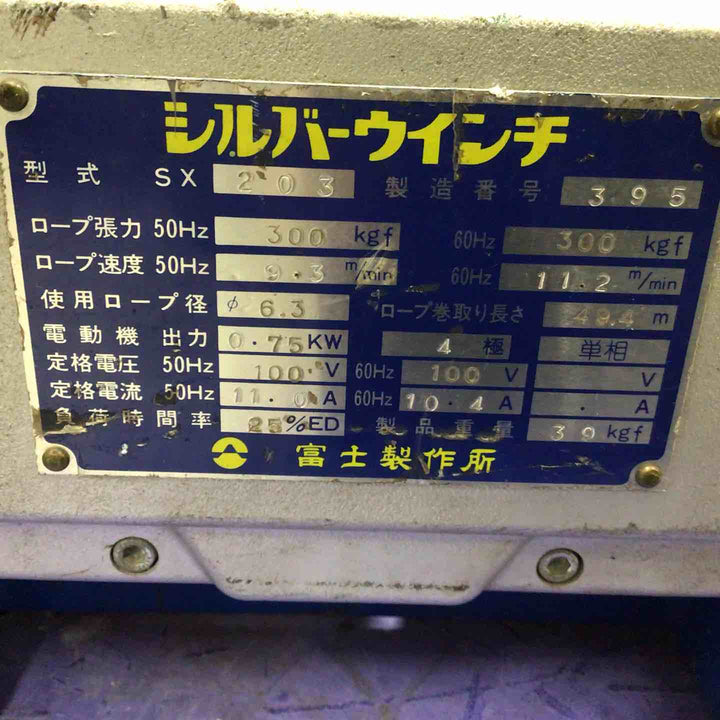 シルバーウインチ
型式 SX 203 製造番号 395
ロープ張力 50Hz 300 kgf 60Hz 300 kgf
ロープ速度 50Hz 9.3 m/min 60Hz 11.2 m/min
使用ロープ径 φ 6.3 ロープ巻取り長さ 49.4 m
電動機出力 0.75KW 4 極 単相
定格電圧 50Hz 100 V 60Hz 100 V V
定格電流 50Hz 11.0 A 60Hz 10.4 A . A
負荷時間率 25%ED 製品重量 39 kgf
富士製作所